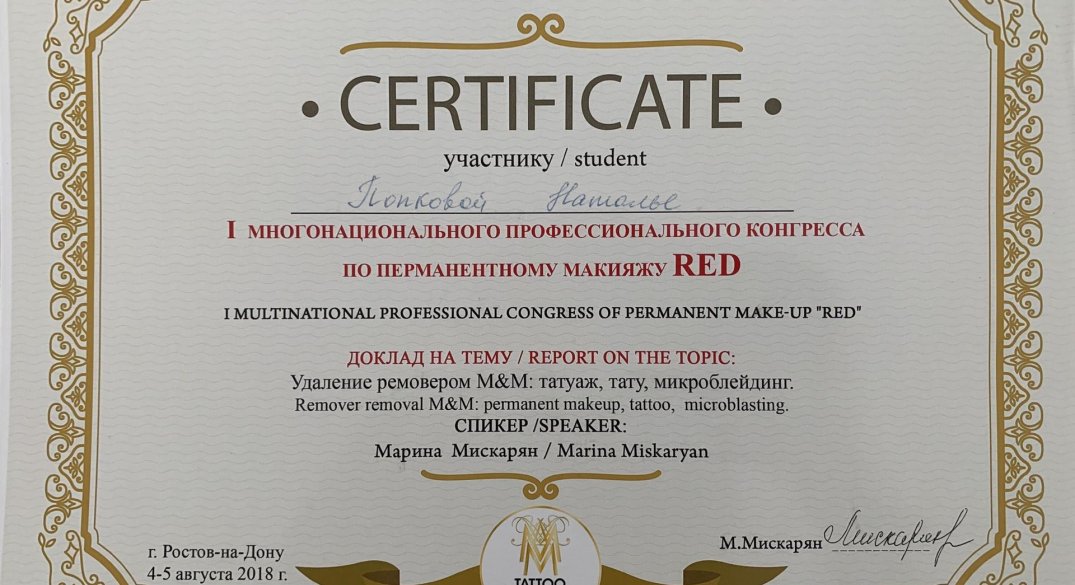 • CERTIFICATE •
участнику / student
Попковой Наталье
I МНОГОНАЦИОНАЛЬНОГО ПРОФЕССИОНАЛЬНОГО КОНГРЕССА
ПО ПЕРМАНЕНТНОМУ МАКИЯЖУ RED
I MULTINATIONAL PROFESSIONAL CONGRESS OF PERMANENT MAKE-UP "RED"
ДОКЛАД НА ТЕМУ / REPORT ON THE TOPIC:
Удаление ремовером M&M: татуаж, тату, микроблейдинг.
Remover removal M&M: permanent makeup, tattoo, microblasting.
СПИКЕР /SPEAKER:
Марина Мискарян / Marina Miskaryan
г. Ростов-на-Дону
4-5 августа 2018 г.
TATTOO
М.Мискарян Мискарян